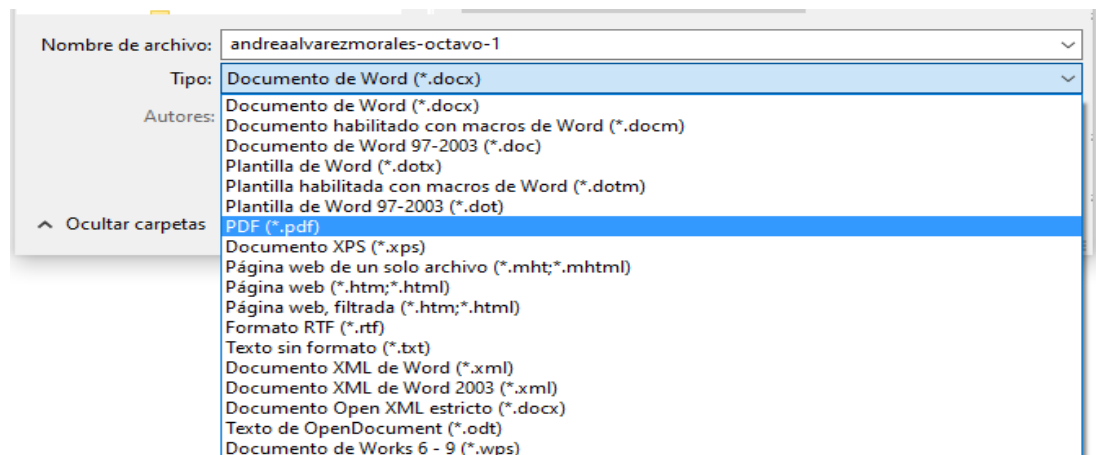 Nombre de archivo: andreaalvarezmorales-octavo-1
Tipo: Documento de Word (*.docx)
Autores:
Documento de Word (*.docx)
Documento habilitado con macros de Word (*.docm)
Documento de Word 97-2003 (*.doc)
Plantilla de Word (*.dotx)
Plantilla habilitada con macros de Word (*.dotm)
Plantilla de Word 97-2003 (*.dot)
Ocultar carpetas
PDF (*.pdf)
Documento XPS (*.xps)
Página web de un solo archivo (*.mht;*.mhtml)
Página web (*.htm;*.html)
Página web, filtrada (*.htm;*.html)
Formato RTF (*.rtf)
Texto sin formato (*.txt)
Documento XML de Word (*.xml)
Documento XML de Word 2003 (*.xml)
Documento Open XML estricto (*.docx)
Texto de OpenDocument (*.odt)
Documento de Works 6 - 9 (*.wps)